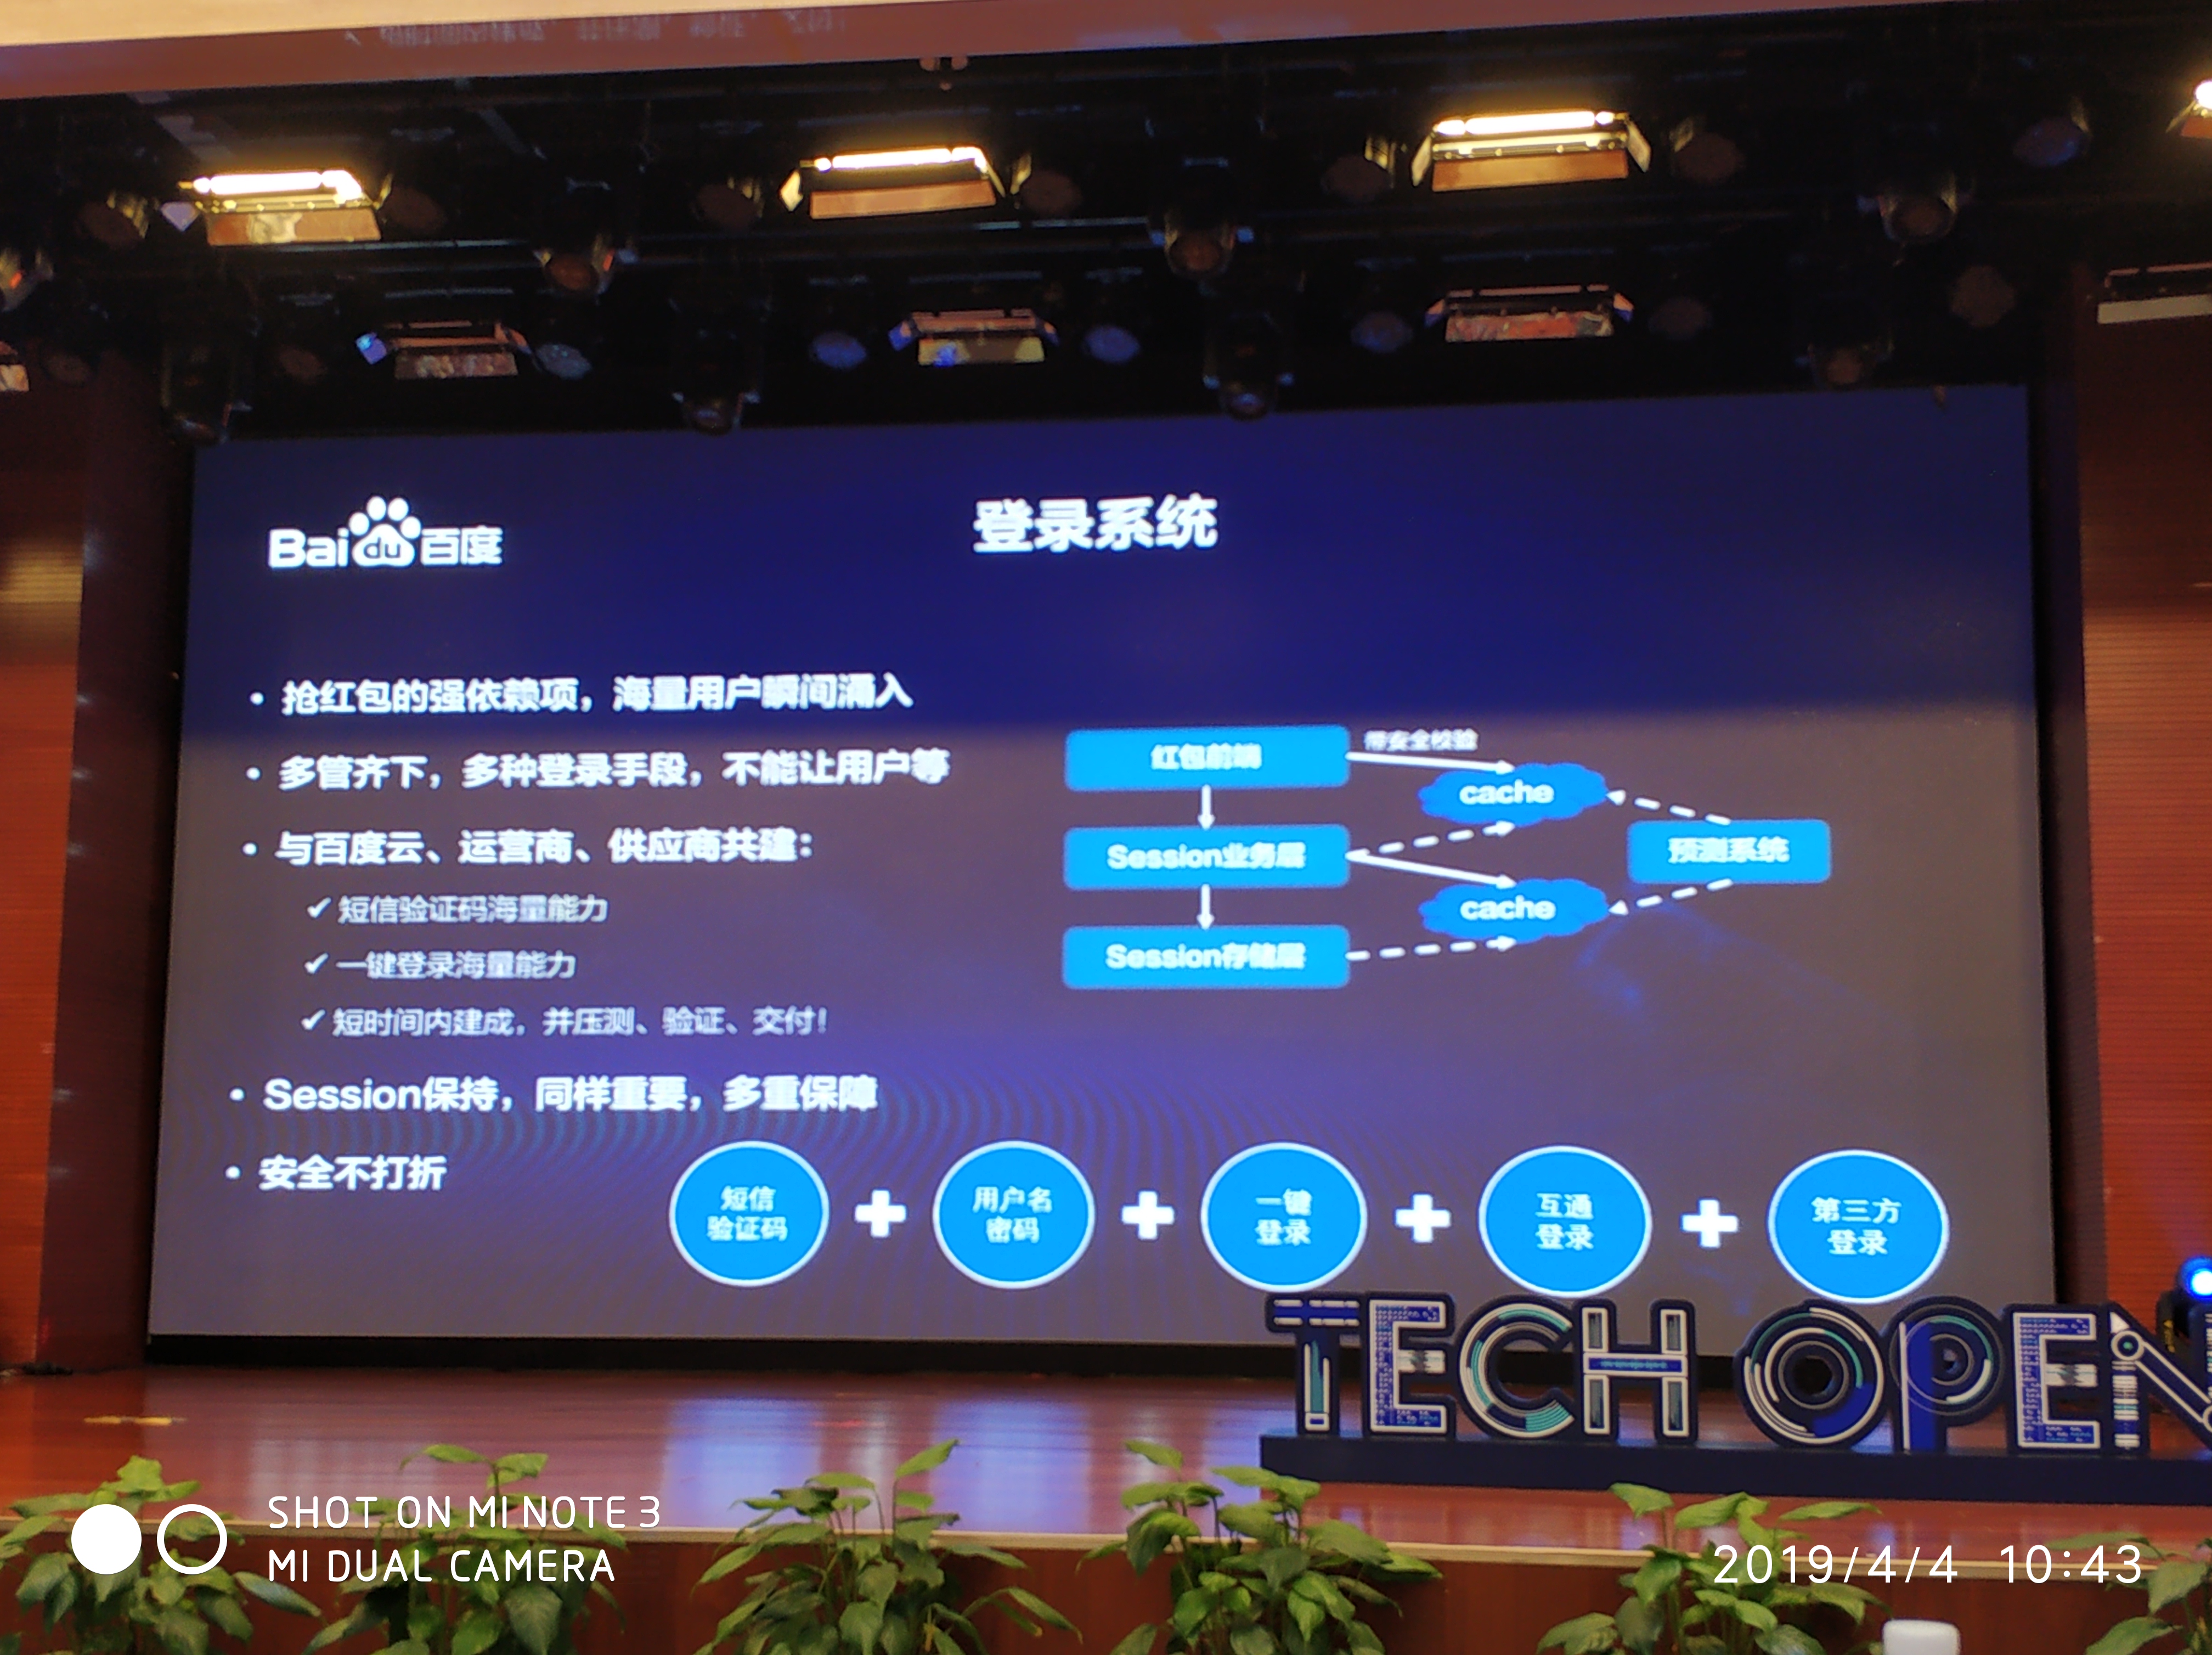 Bai du 百度
登录系统
• 抢红包的强依赖项，海量用户瞬间涌入
• 多管齐下，多种登录手段，不能让用户等
• 与百度云、运营商、供应商共建：
✓ 短信验证码海量能力
✓ 一键登录海量能力
✓ 短时间内建成，并压测、验证、交付！
• Session保持，同样重要，多重保障
• 安全不打折
红包前端
带安全校验
cache
Session业务层
预测系统
cache
Session存储层
短信
验证码
+
用户名
密码
+
一键
登录
+
互通
登录
+
第三方
登录
TECH OPEN
SHOT ON MI NOTE 3
MI DUAL CAMERA
2019/4/4 10:43